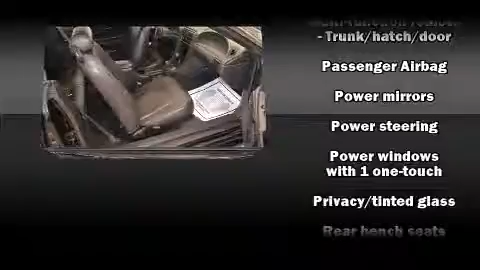 - Trunk/hatch/door
Passenger Airbag
Power mirrors
Power steering
Power windows
with 1 one-touch
Privacy/tinted glass
Rear bench seats